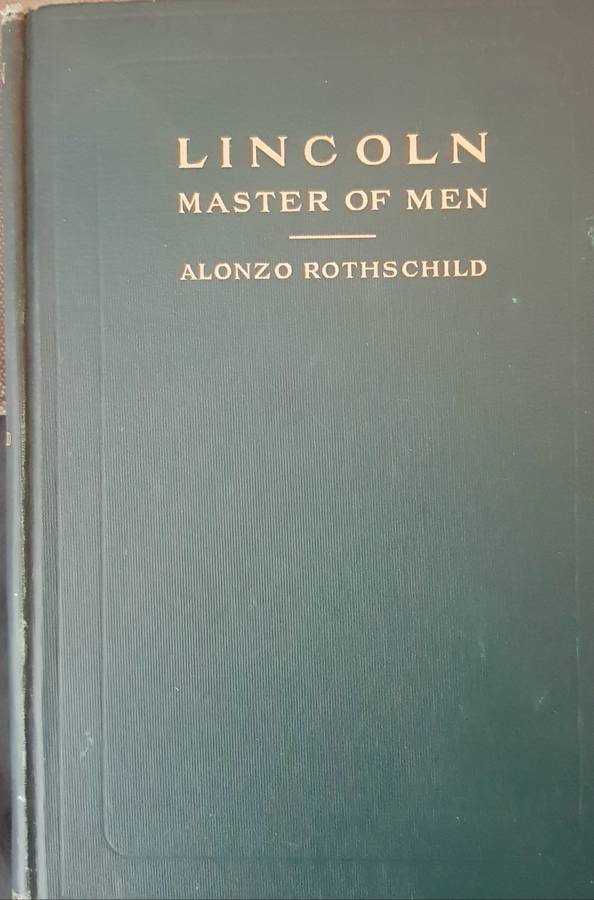 LINCOLN
MASTER OF MEN
ALONZO ROTHSCHILD